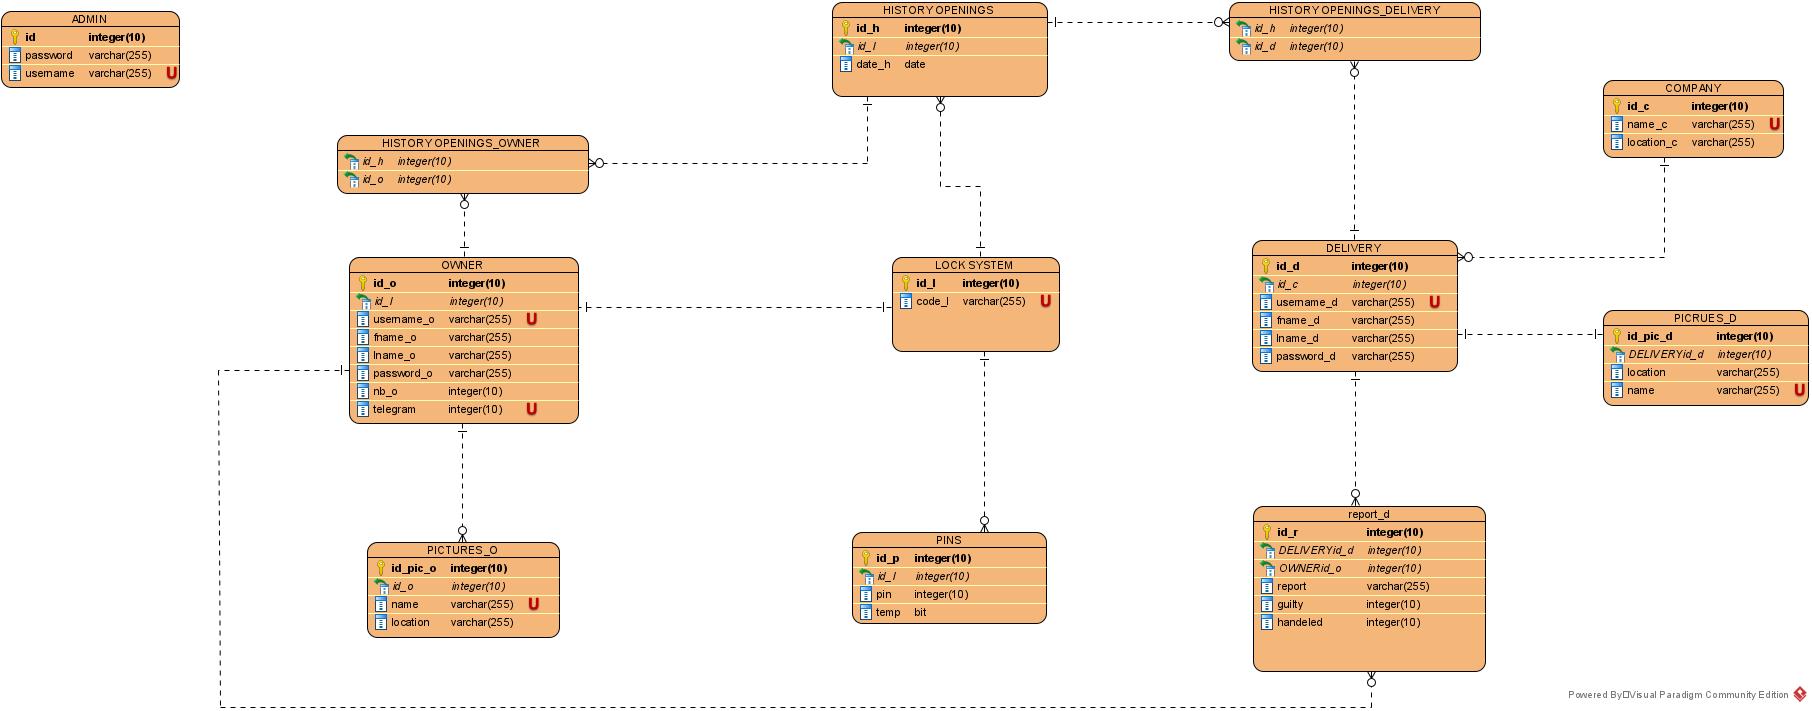 ADMIN
id integer(10)
password varchar(255)
username varchar(255) U
HISTORY OPENINGS
id_h integer(10)
id_l integer(10)
date_h date
HISTORY OPENINGS_DELIVERY
id_h integer(10)
id_d integer(10)
COMPANY
id_c integer(10)
name_c varchar(255) U
location_c varchar(255)
HISTORY OPENINGS_OWNER
id_h integer(10)
id_o integer(10)
OWNER
id_o integer(10)
id_l integer(10)
username_o varchar(255) U
fname_o varchar(255)
lname_o varchar(255)
password_o varchar(255)
nb_o integer(10)
telegram integer(10) U
LOCK SYSTEM
id_l integer(10)
code_l varchar(255) U
DELIVERY
id_d integer(10)
id_c integer(10)
username_d varchar(255) U
fname_d varchar(255)
lname_d varchar(255)
password_d varchar(255)
PICRUES_D
id_pic_d integer(10)
DELIVERYid_d integer(10)
location varchar(255)
name varchar(255) U
PICTURES_O
id_pic_o integer(10)
id_o integer(10)
name varchar(255) U
location varchar(255)
PINS
id_p integer(10)
id_l integer(10)
pin integer(10)
temp bit
report_d
id_r integer(10)
DELIVERYid_d integer(10)
OWNERid_o integer(10)
report varchar(255)
guilty integer(10)
handeled integer(10)
Powered By Visual Paradigm Community Edition